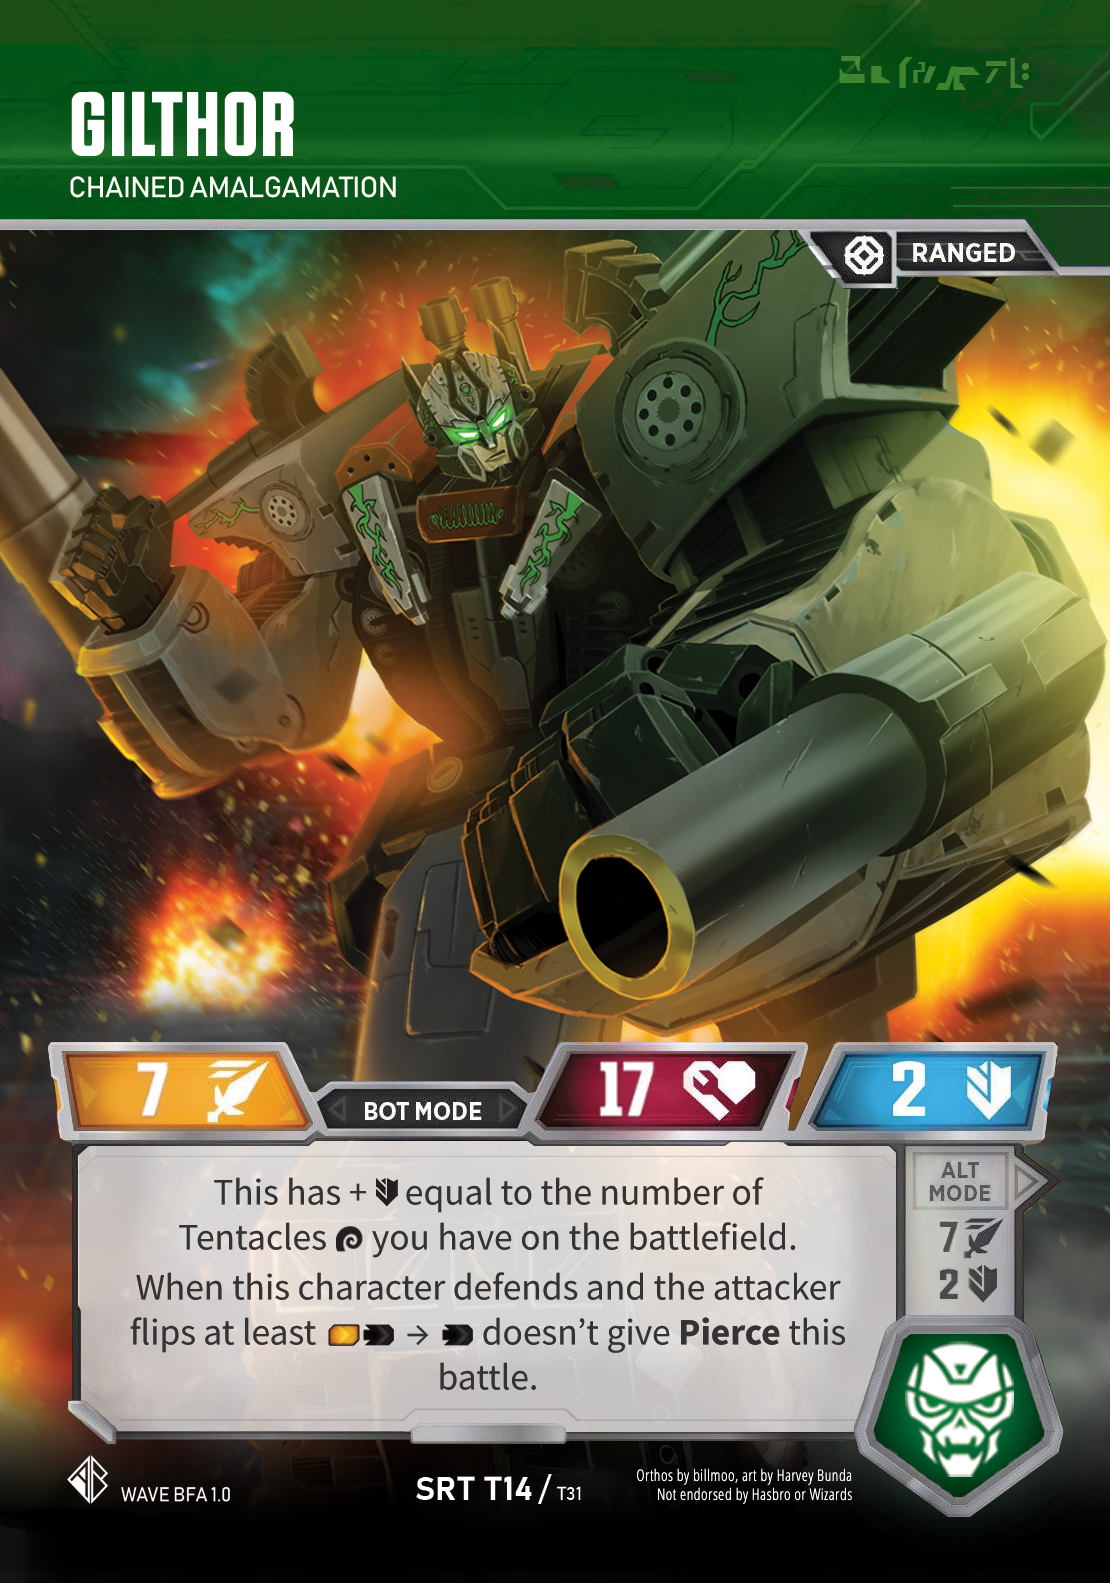 GILTHOR
CHAINED AMALGAMATION
RANGED
7
BOT MODE
17
2
This has + equal to the number of
Tentacles you have on the battlefield.
When this character defends and the attacker
flips at least → doesn't give Pierce this
battle.
ALT
MODE
7
2
WAVE BFA 1.0
SRT T14 / T31
Orthos by billmoo, art by Harvey Bunda
Not endorsed by Hasbro or Wizards